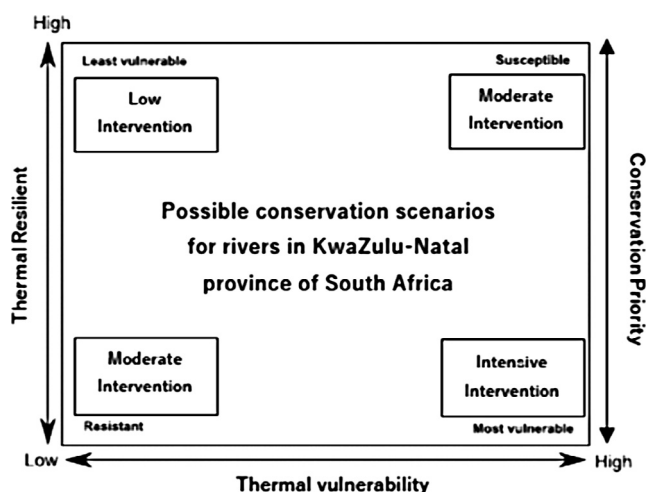 High
Least vulnerable
Susceptible
Low
Intervention
Moderate
Intervention
Thermal Resilient
Conservation Priority
Possible conservation scenarios
for rivers in KwaZulu-Natal
province of South Africa
Moderate
Intervention
Intensive
Intervention
Resistant
Most vulnerable
Low
High
Thermal vulnerability